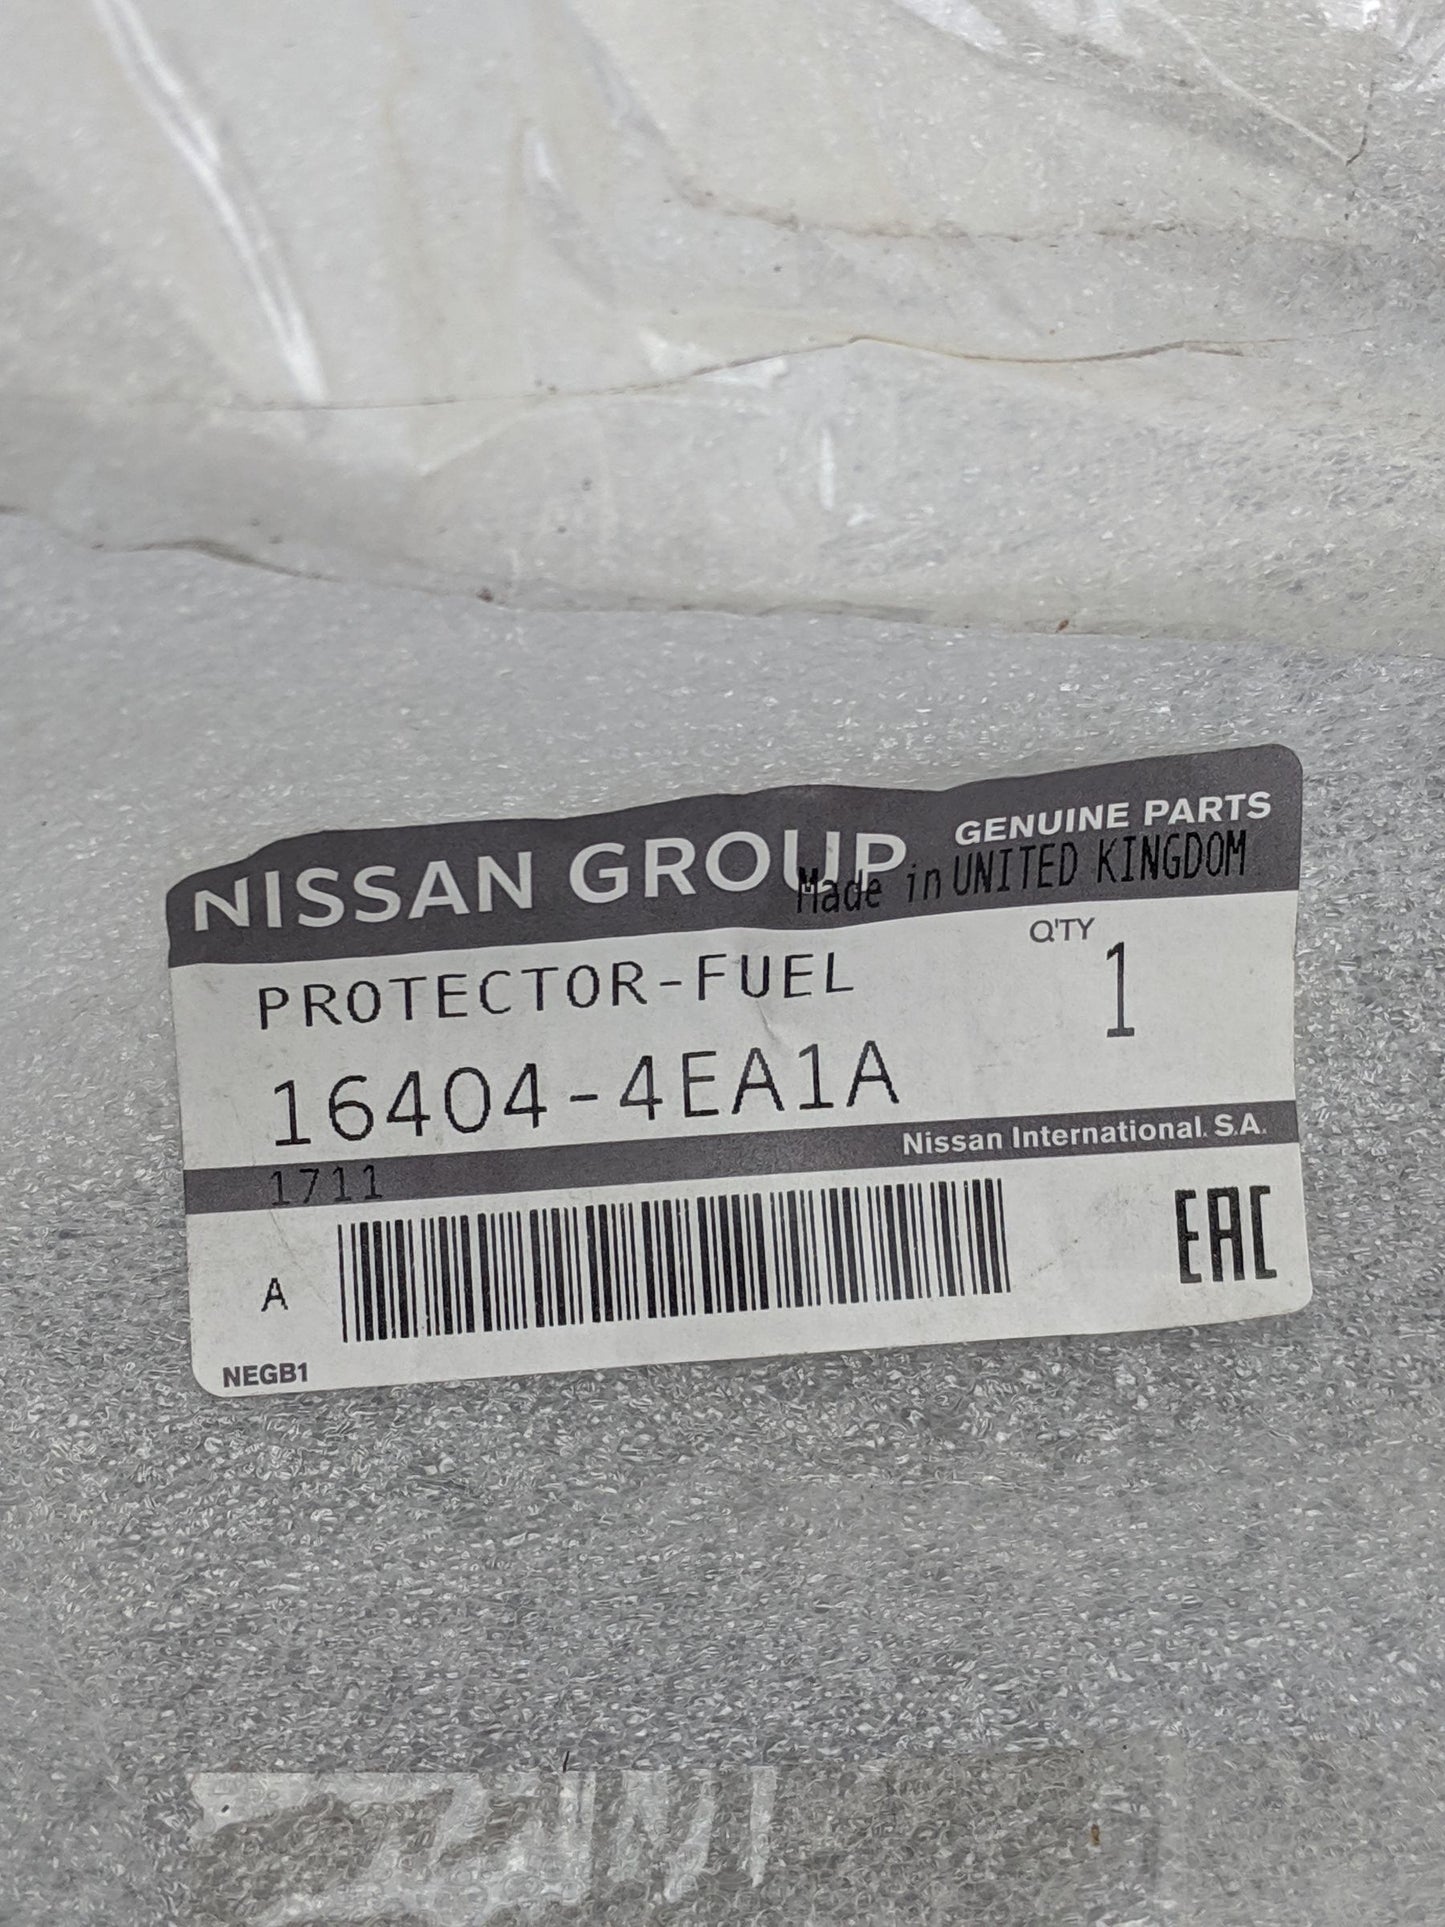 NISSAN GROUP
GENUINE PARTS
Made in UNITED KINGDOM
PROTECTOR-FUEL
Q'TY
1
16404-4EA1A
Nissan International. S.A.
1711
A
EAC
NEGB1